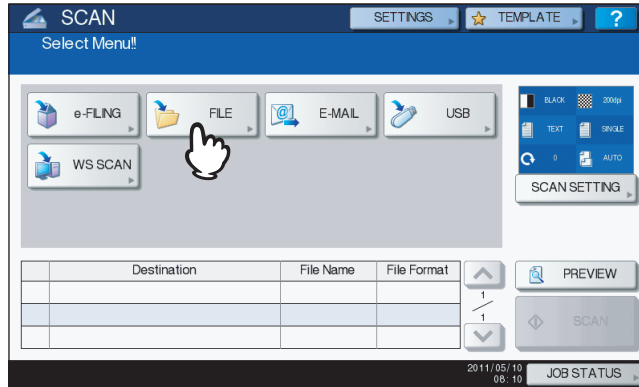 SCAN
SETTINGS
TEMPLATE
?
Select Menu!!
e-FILING
FILE
E-MAIL
USB
WS SCAN
BLACK
200dpi
TEXT
SINGLE
0
AUTO
SCAN SETTING
Destination
File Name
File Format
1
1
PREVIEW
SCAN
2011/05/10
08:10
JOB STATUS